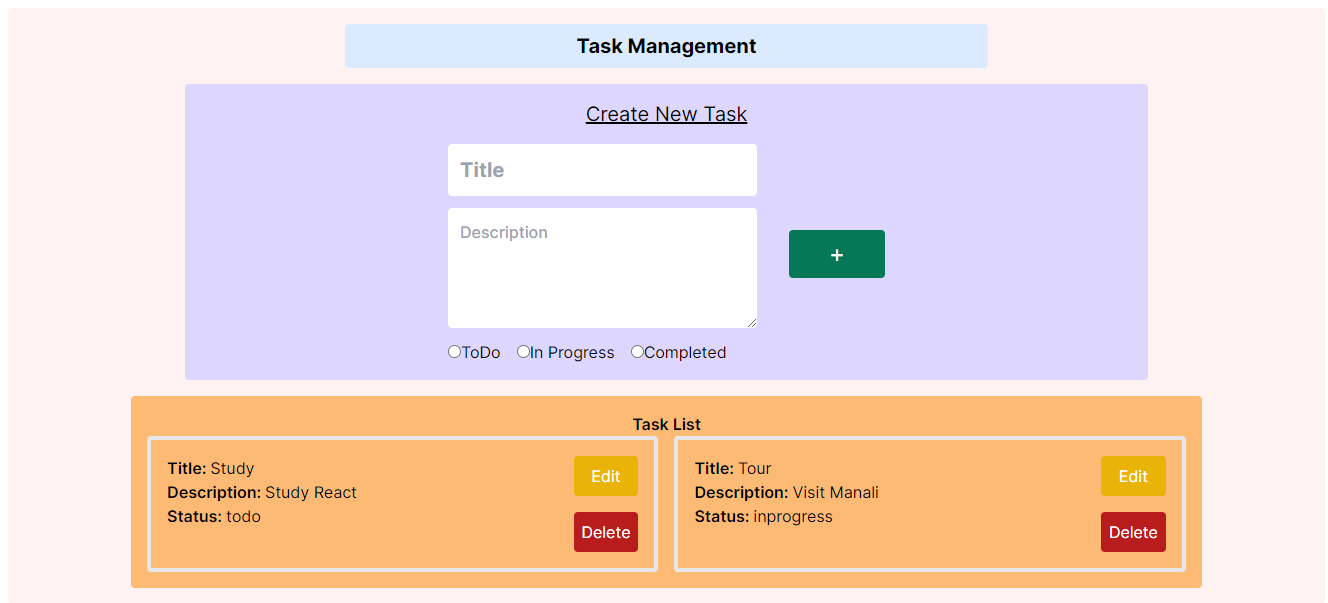 Task Management
Create New Task
Title
Description
+
ToDo In Progress Completed
Task List
Title: Study
Description: Study React
Status: todo
Edit
Delete
Title: Tour
Description: Visit Manali
Status: inprogress
Edit
Delete